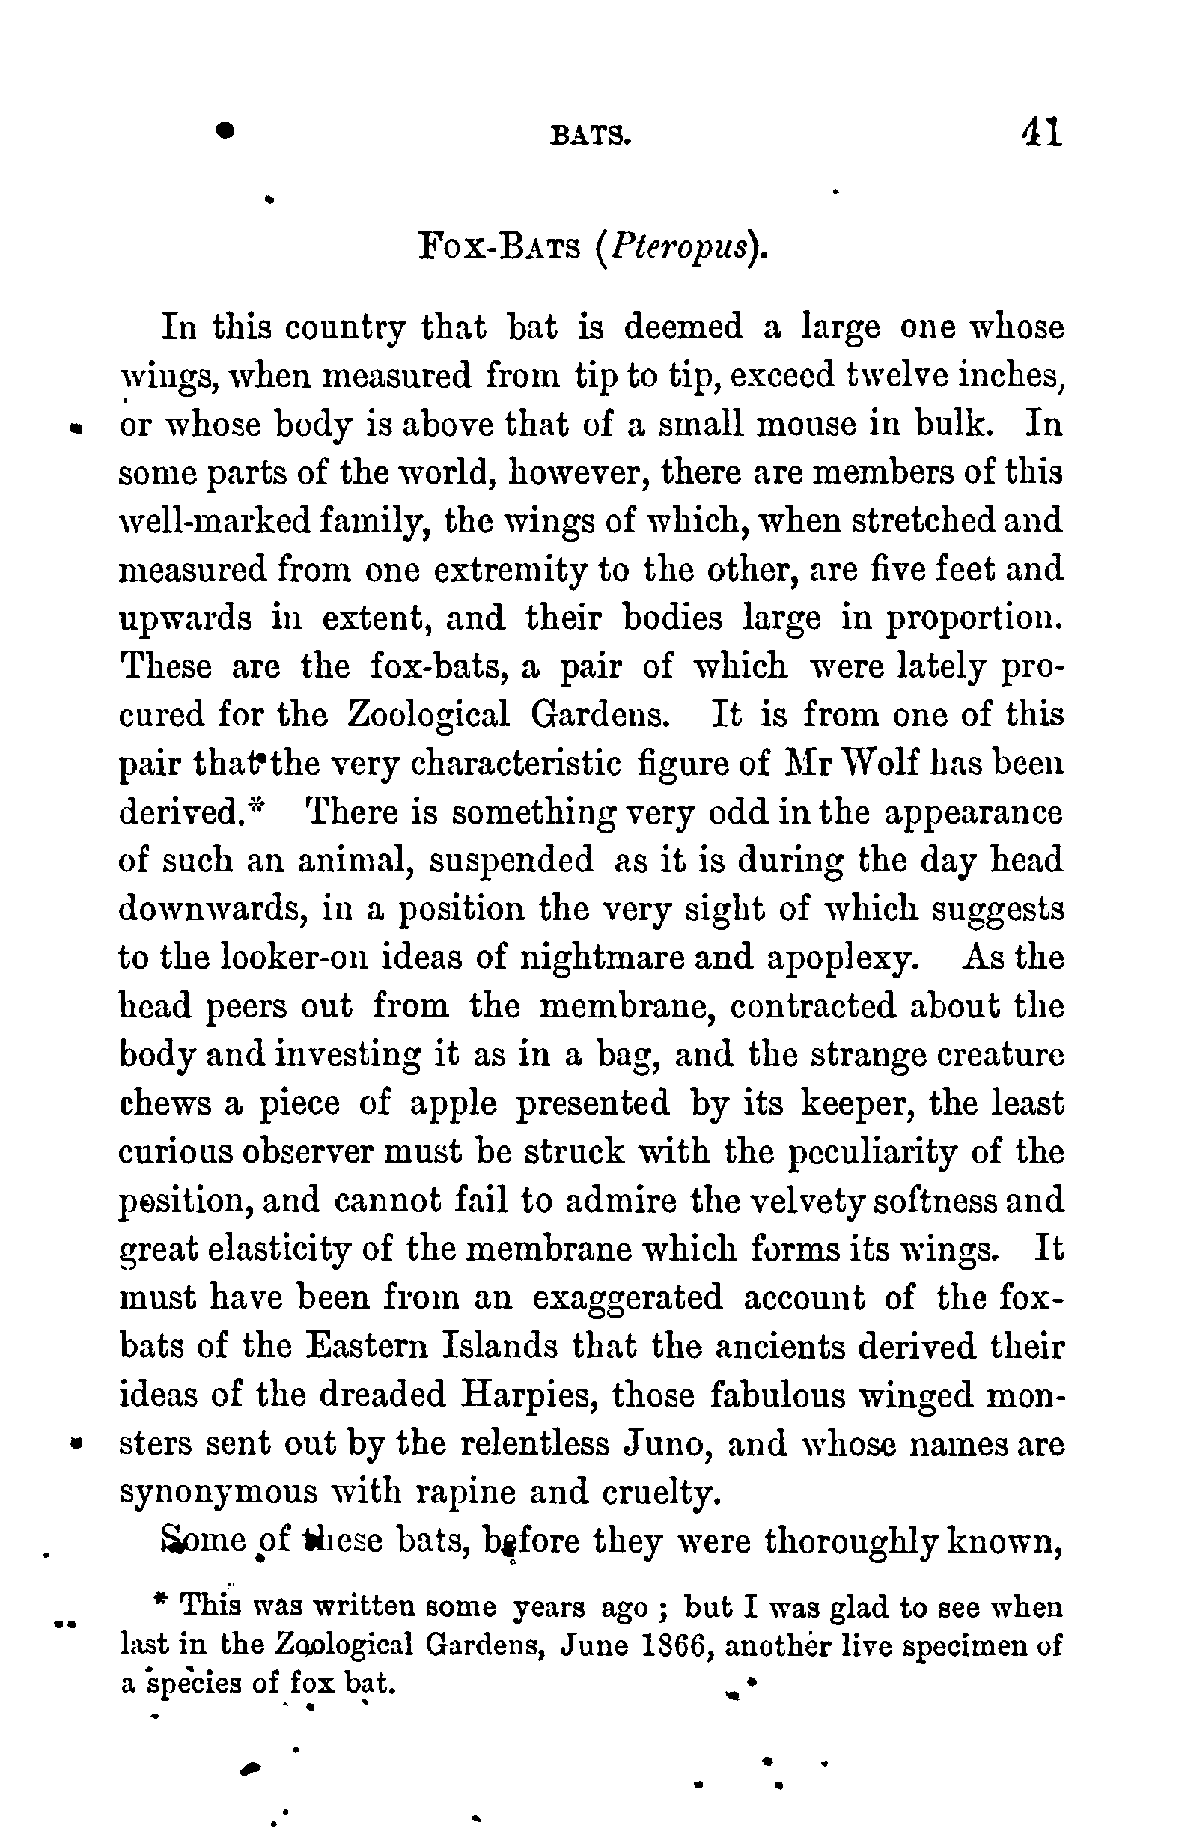 BATS. 41
Fox-Bats (Pteropus).
In this country that bat is deemed a large one whose
wings, when measured from tip to tip, exceed twelve inches,
or whose body is above that of a small mouse in bulk. In
some parts of the world, however, there are members of this
well-marked family, the wings of which, when stretched and
measured from one extremity to the other, are five feet and
upwards in extent, and their bodies large in proportion.
These are the fox-bats, a pair of which were lately pro-
cured for the Zoological Gardens. It is from one of this
pair that the very characteristic figure of Mr Wolf has been
derived.* There is something very odd in the appearance
of such an animal, suspended as it is during the day head
downwards, in a position the very sight of which suggests
to the looker-on ideas of nightmare and apoplexy. As the
head peers out from the membrane, contracted about the
body and investing it as in a bag, and the strange creature
chews a piece of apple presented by its keeper, the least
curious observer must be struck with the peculiarity of the
position, and cannot fail to admire the velvety softness and
great elasticity of the membrane which forms its wings. It
must have been from an exaggerated account of the fox-
bats of the Eastern Islands that the ancients derived their
ideas of the dreaded Harpies, those fabulous winged mon-
sters sent out by the relentless Juno, and whose names are
synonymous with rapine and cruelty.
Some of these bats, before they were thoroughly known,
* This was written some years ago ; but I was glad to see when
last in the Zoological Gardens, June 1866, another live specimen of
a species of fox bat.